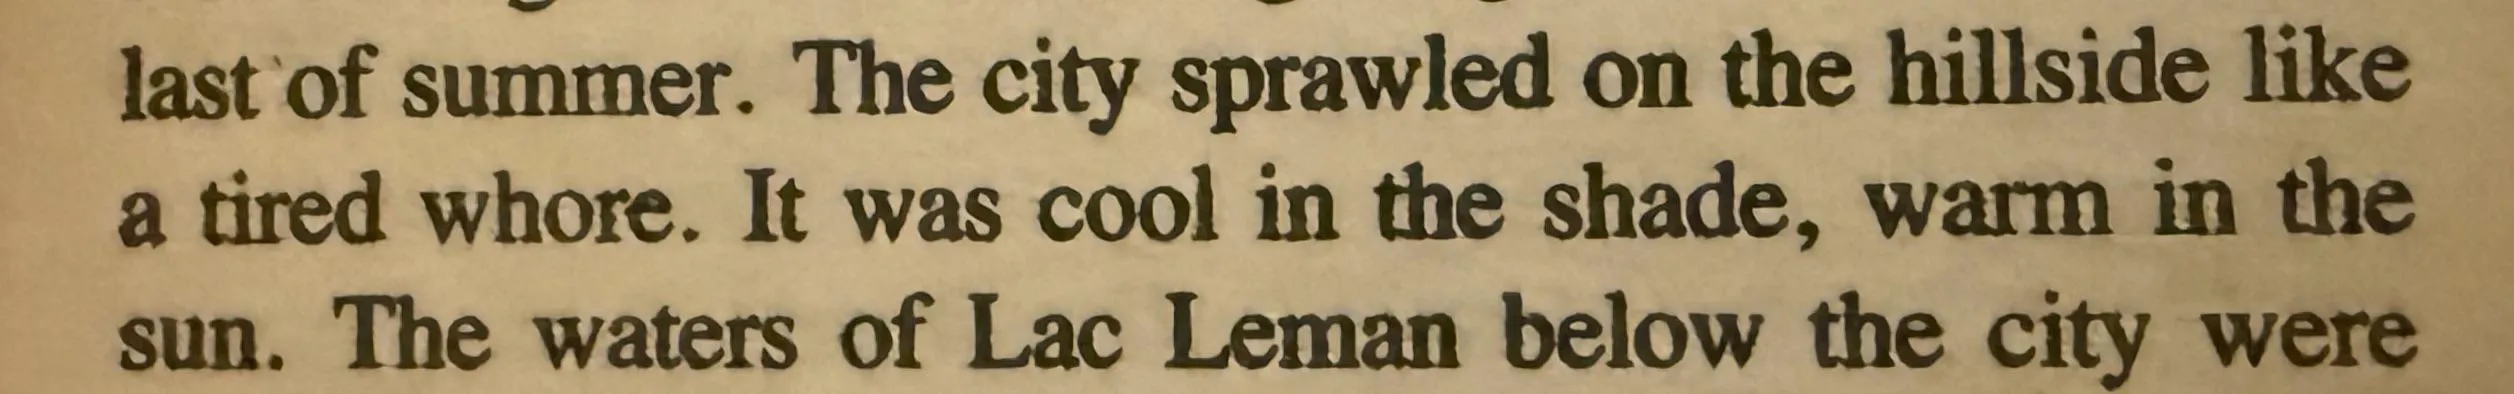 last of summer. The city sprawled on the hillside like
a tired whore. It was cool in the shade, warm in the
sun. The waters of Lac Leman below the city were